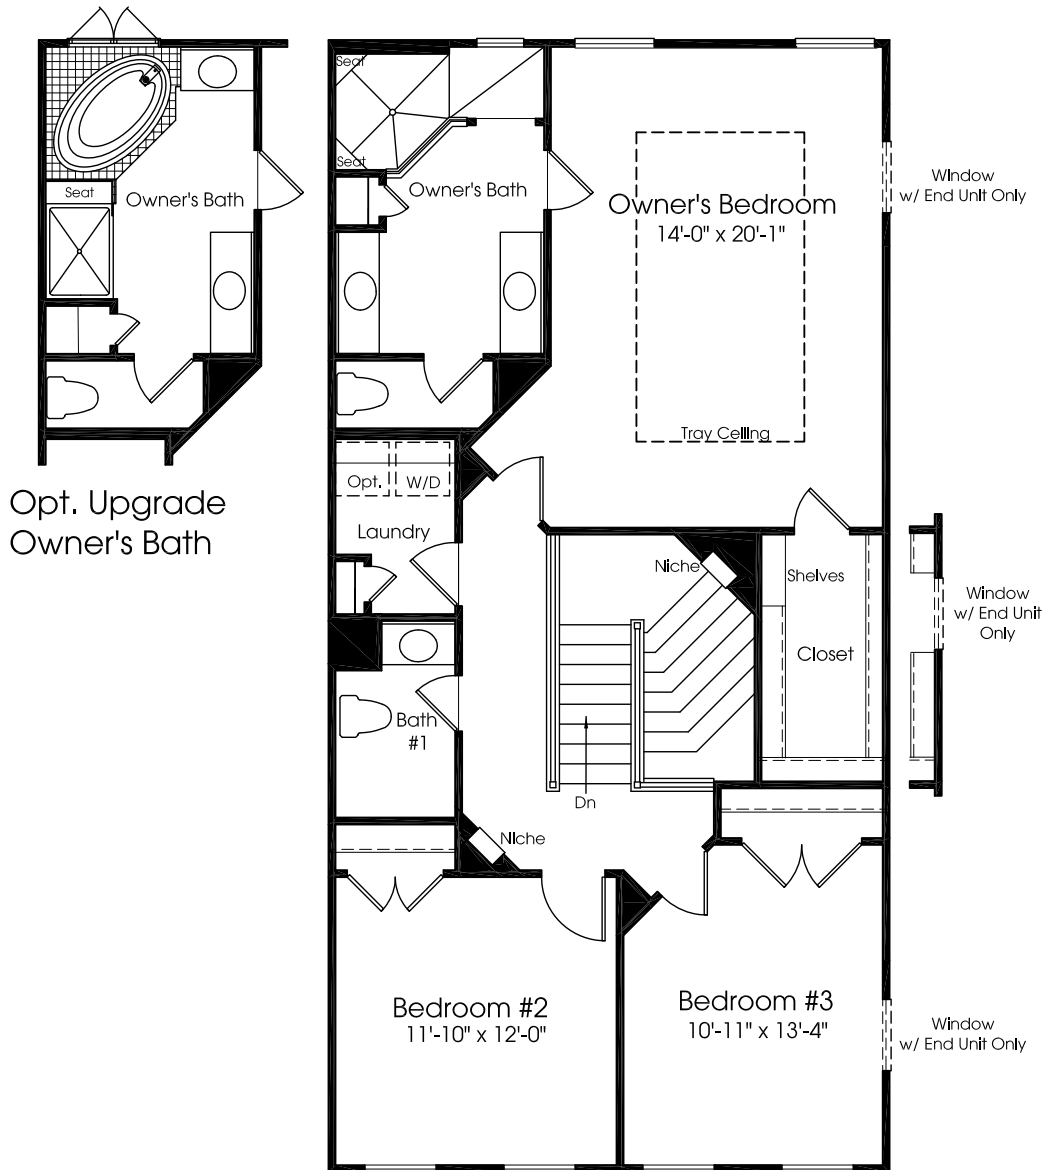 Seat
Seat
Seat
Owner's Bath
Owner's Bath
Owner's Bedroom
14'-0" x 20'-1"
Window
w/ End Unit Only
Tray Ceiling
Opt. Upgrade
Owner's Bath
Opt.
W/D
Laundry
Niche
Shelves
Closet
Window
w/ End Unit
Only
Bath
#1
Dn
Niche
Bedroom #2
11'-10" x 12'-0"
Bedroom #3
10'-11" x 13'-4"
Window
w/ End Unit Only